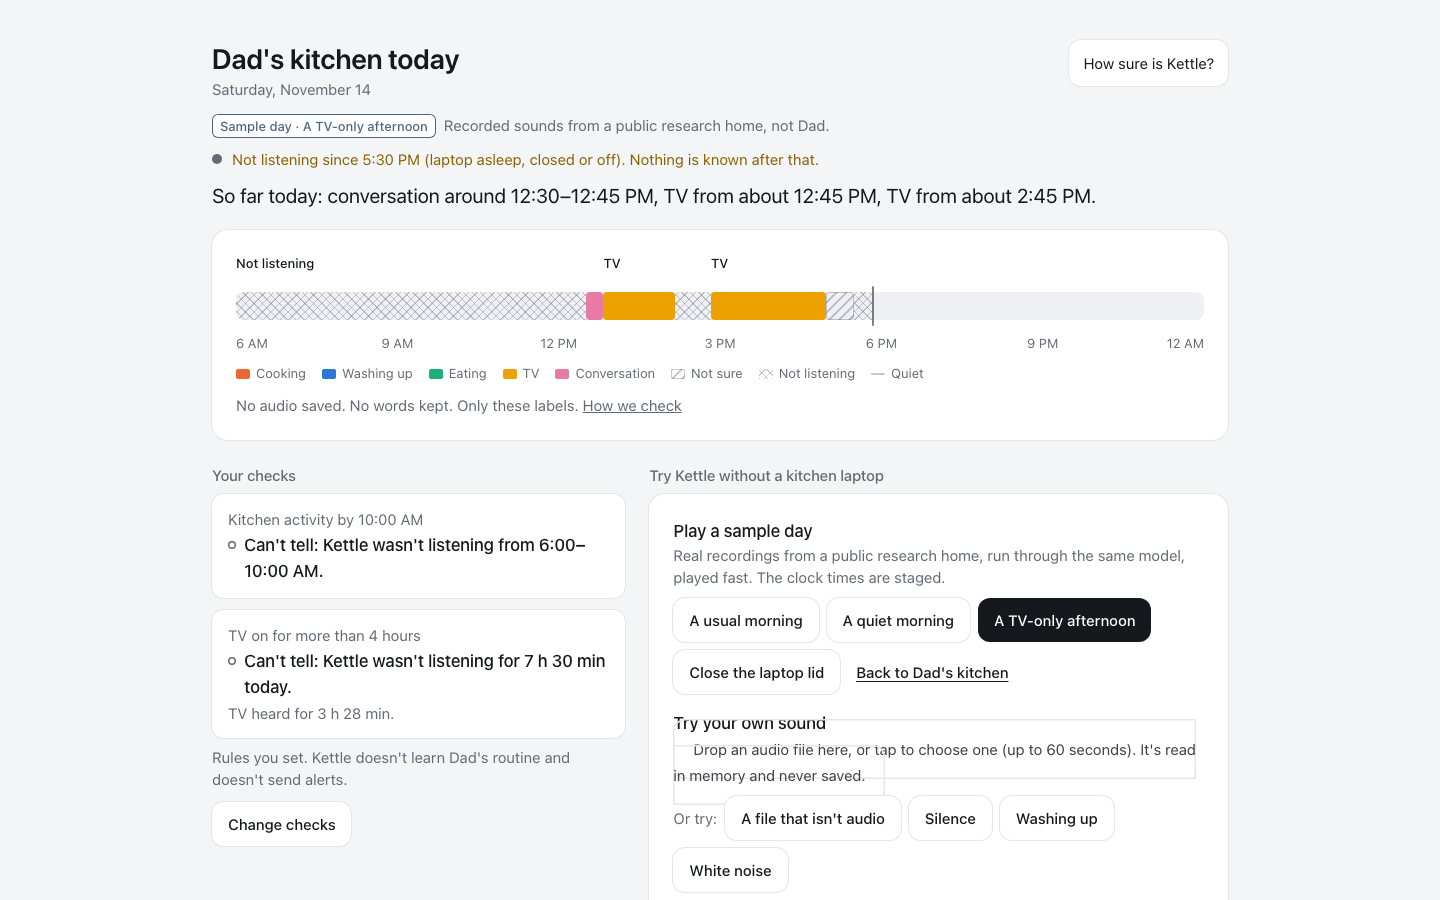 Dad's kitchen today
How sure is Kettle?
Saturday, November 14
Sample day · A TV-only afternoon Recorded sounds from a public research home, not Dad.
Not listening since 5:30 PM (laptop asleep, closed or off). Nothing is known after that.
So far today: conversation around 12:30–12:45 PM, TV from about 12:45 PM, TV from about 2:45 PM.
Not listening TV TV
6 AM 9 AM 12 PM 3 PM 6 PM 9 PM 12 AM
Cooking Washing up Eating TV Conversation Not sure Not listening Quiet
No audio saved. No words kept. Only these labels. How we check
Your checks
Kitchen activity by 10:00 AM
Can't tell: Kettle wasn't listening from 6:00–
10:00 AM.
TV on for more than 4 hours
Can't tell: Kettle wasn't listening for 7 h 30 min
today.
TV heard for 3 h 28 min.
Rules you set. Kettle doesn't learn Dad's routine and
doesn't send alerts.
Change checks
Try Kettle without a kitchen laptop
Play a sample day
Real recordings from a public research home, run through the same model,
played fast. The clock times are staged.
A usual morning A quiet morning A TV-only afternoon
Close the laptop lid Back to Dad's kitchen
Try your own sound
Drop an audio file here, or tap to choose one (up to 60 seconds). It's read
in memory and never saved.
Or try: A file that isn't audio Silence Washing up
White noise